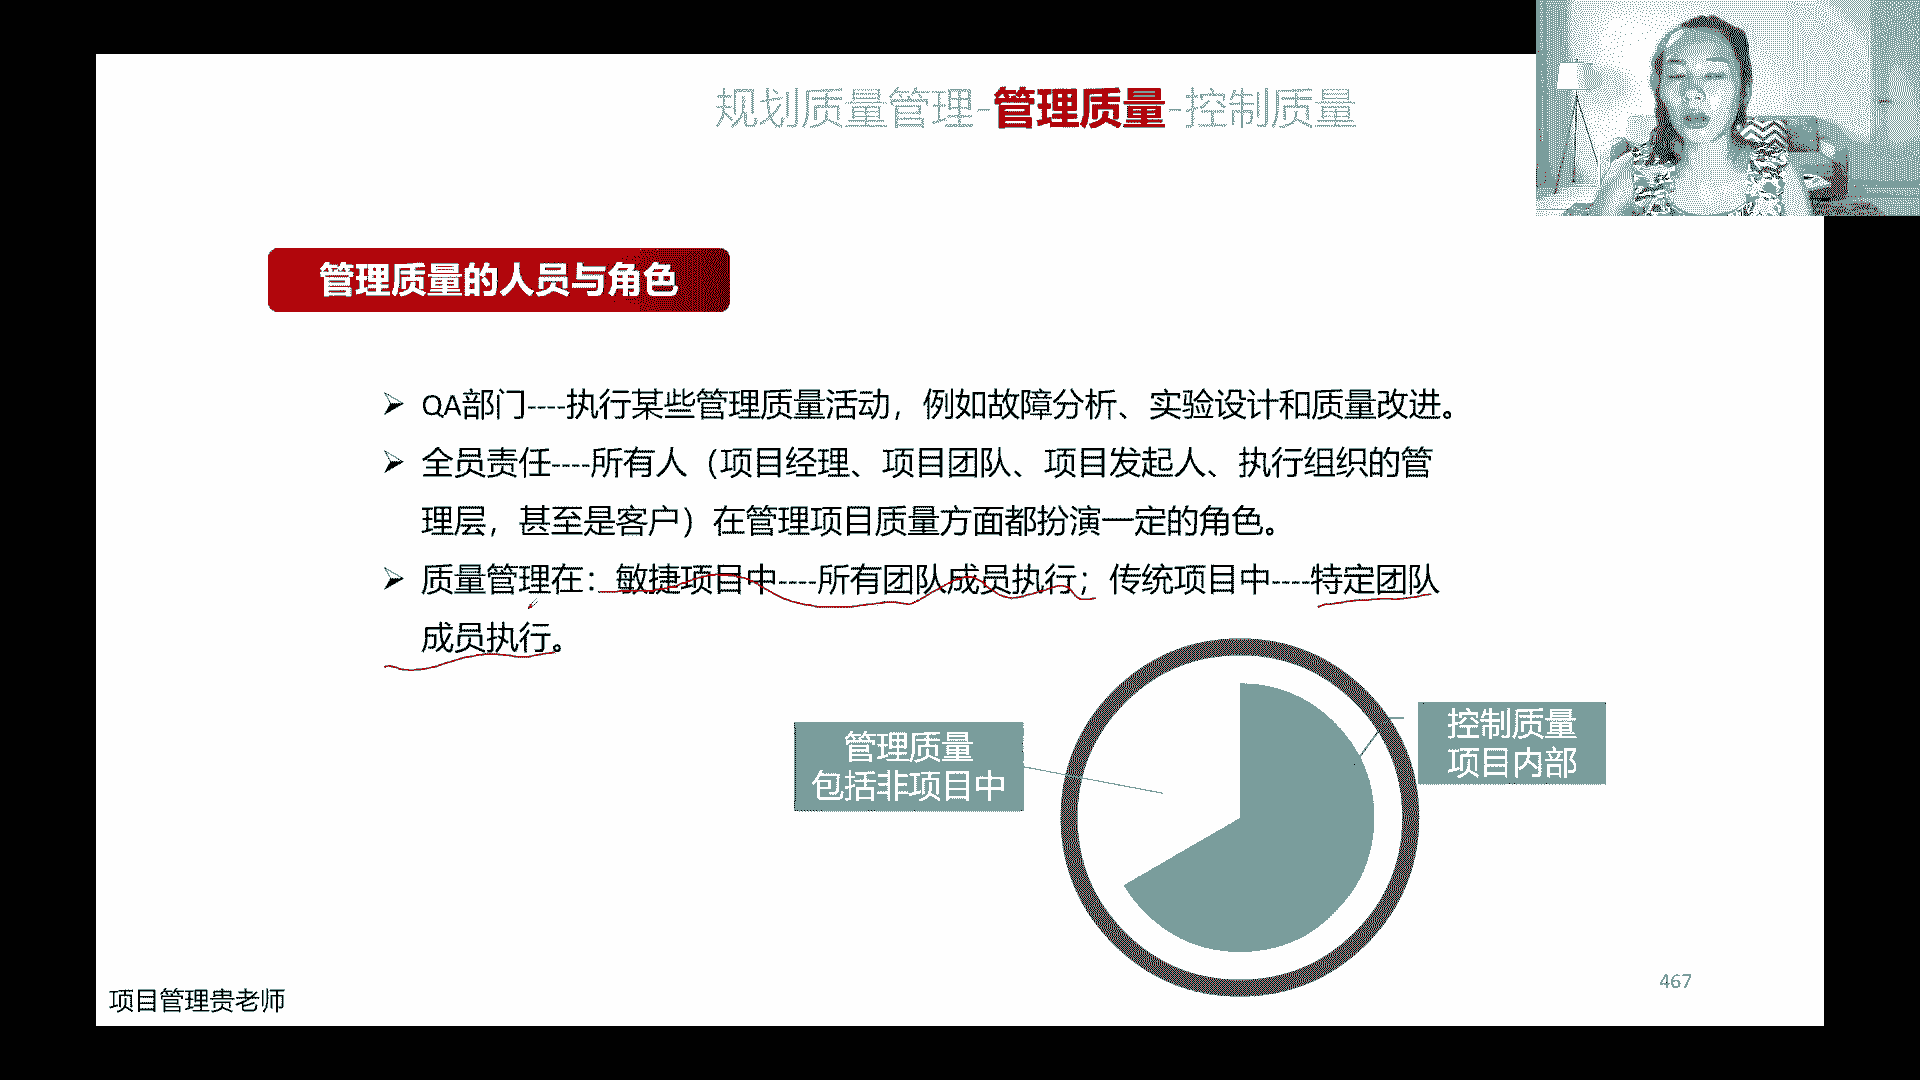 规划质量管理-管理质量-控制质量
管理质量的人员与角色
➢ QA部门----执行某些管理质量活动，例如故障分析、实验设计和质量改进。
➢ 全员责任----所有人（项目经理、项目团队、项目发起人、执行组织的管
理层，甚至是客户）在管理项目质量方面都扮演一定的角色。
➢ 质量管理在：敏捷项目中----所有团队成员执行；传统项目中----特定团队
成员执行。
管理质量
包括非项目中
控制质量
项目内部
467
项目管理贵老师